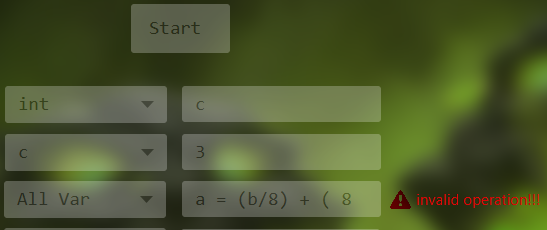 Start
int c
c 3
All Var a = (b/8) + ( 8 invalid operation!!!